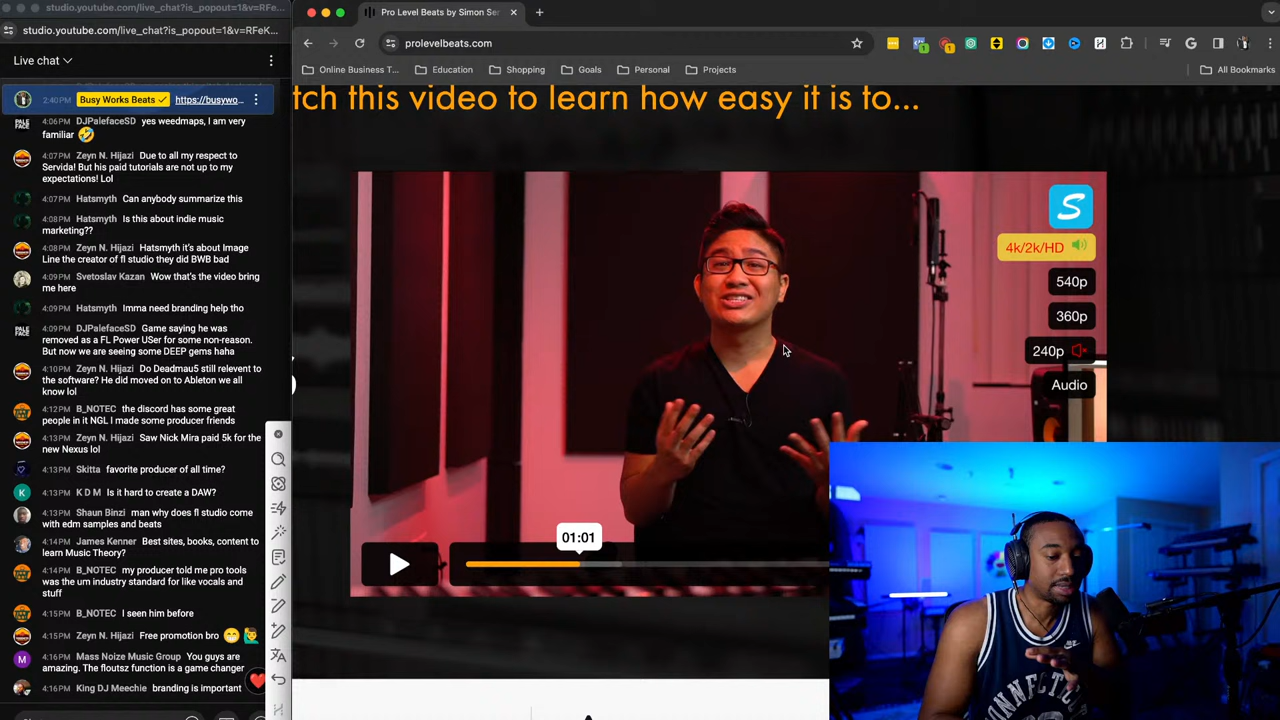 studio.youtube.com/live_chat?is_popout=1&v=RFe
studio.youtube.com/live_chat?is_popout=1&v=RFeK...
Live chat
2:40PM Busy Works Beats https://busywo...
4:06PM DJPalefaceSD yes weedmaps, I am very
familiar 🤣
4:07PM Zeyn N. Hijazi Due to all my respect to
Servida! But his paid tutorials are not up to my
expectations! Lol
4:07PM Hatsmyth Can anybody summarize this
4:08PM Hatsmyth Is this about indie music
marketing??
4:08PM Zeyn N. Hijazi Hatsmyth it's about Image
Line the creator of fl studio they did BWB bad
4:09PM Svetoslav Kazan Wow that's the video bring
me here
4:09PM Hatsmyth Imma need branding help tho
4:09PM DJPalefaceSD Game saying he was
removed as a FL Power USer for some non-reason.
But now we are seeing some DEEP gems haha
4:10PM Zeyn N. Hijazi Do Deadmau5 still relevent to
the software? He did moved on to Ableton we all
know lol
4:12PM B_NOTEC the discord has some great
people in it NGL I made some producer friends
4:13PM Zeyn N. Hijazi Saw Nick Mira paid 5k for the
new Nexus lol
4:13PM Skitta favorite producer of all time?
4:13PM K D M Is it hard to create a DAW?
4:13PM Shaun Binzi man why does fl studio come
with edm samples and beats
4:14PM James Kenner Best sites, books, content to
learn Music Theory?
4:14PM B_NOTEC my producer told me pro tools
was the um industry standard for like vocals and
stuff
4:15PM B_NOTEC I seen him before
4:15PM Zeyn N. Hijazi Free promotion bro 😁 🙋‍♂️
4:16PM Mass Noize Music Group You guys are
amazing. The floutsz function is a game changer
4:16PM King DJ Meechie branding is important
Pro Level Beats by Simon Ser
prolevelbeats.com
Online Business T...
Education
Shopping
Goals
Personal
Projects
All Bookmarks
tch this video to learn how easy it is to...
S
4k/2k/HD
540p
360p
240p
Audio
01:01